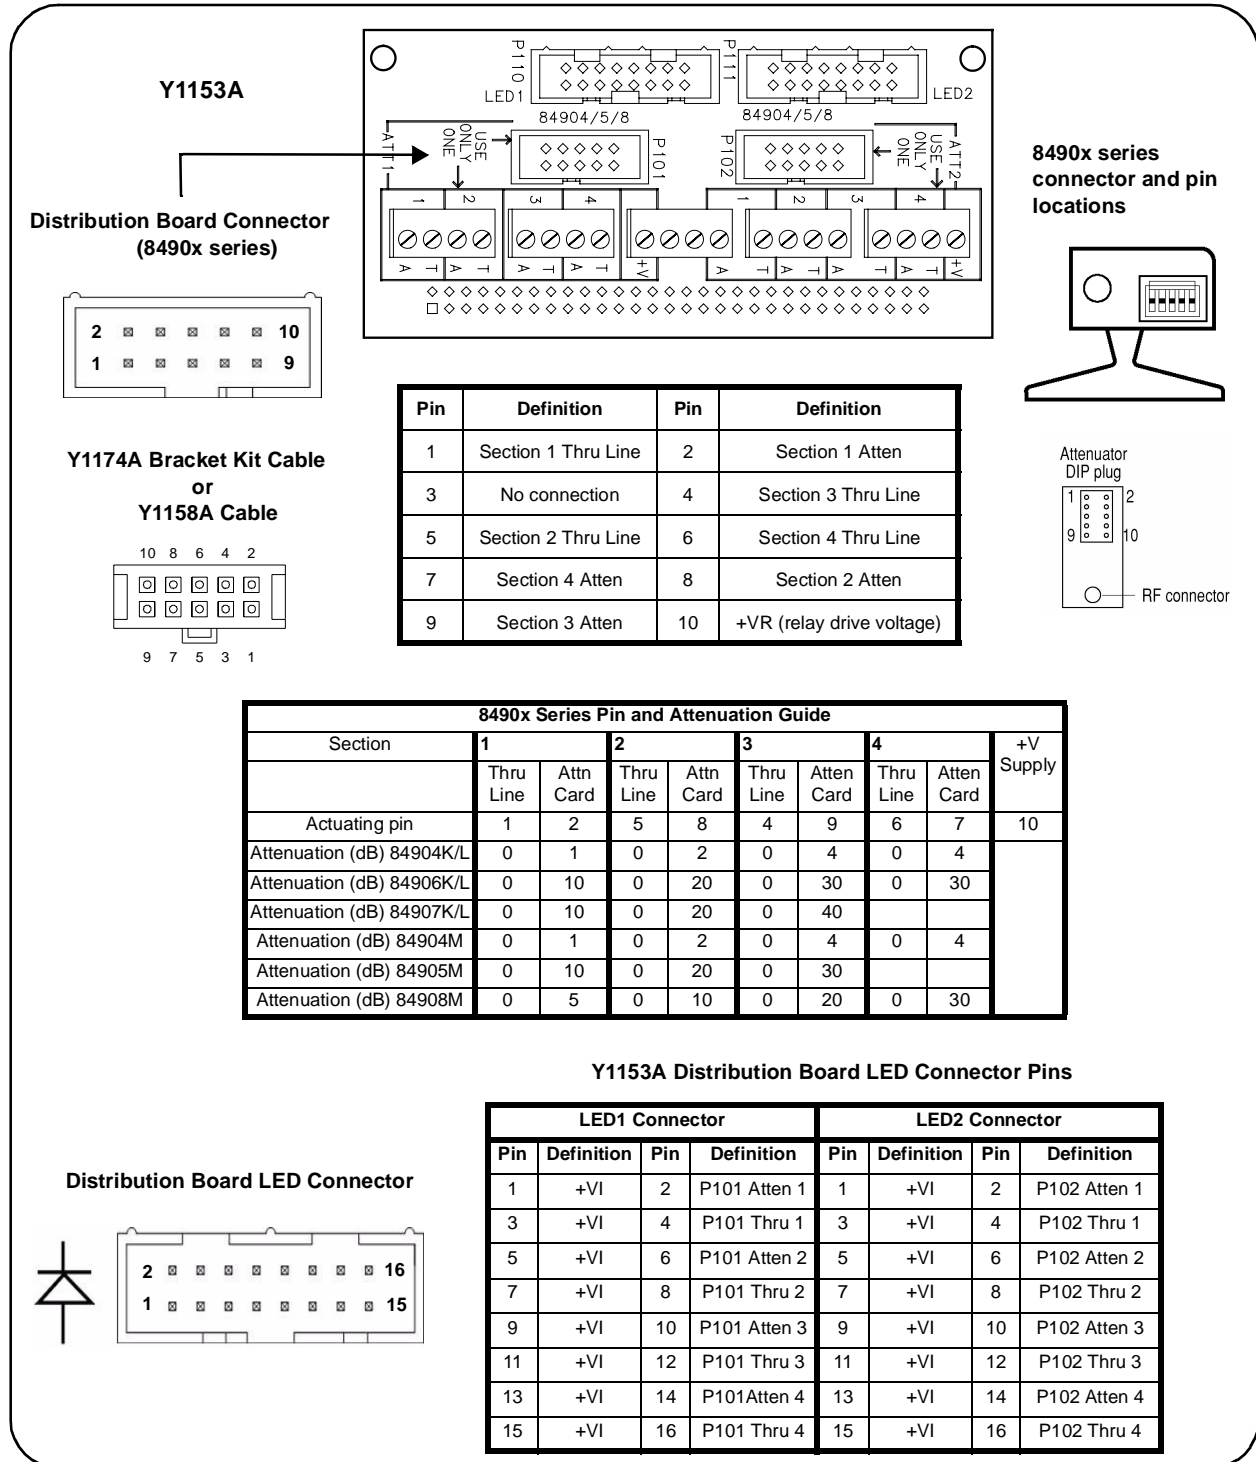 Y1153A
P110
P111
LED1
LED2
84904/5/8
84904/5/8
ATT1
USE ONLY ONE
P101
P102
USE ONLY ONE
ATT2
1 2 3 4 1 2 3 4
A T A T A T A T +V A T A T A T A T +V
Distribution Board Connector
(8490x series)
2 10
1 9
8490x series
connector and pin
locations
Y1174A Bracket Kit Cable
or
Y1158A Cable
10 8 6 4 2
9 7 5 3 1
Pin Definition Pin Definition
1 Section 1 Thru Line 2 Section 1 Atten
3 No connection 4 Section 3 Thru Line
5 Section 2 Thru Line 6 Section 4 Thru Line
7 Section 4 Atten 8 Section 2 Atten
9 Section 3 Atten 10 +VR (relay drive voltage)
Attenuator
DIP plug
1 2
9 10
RF connector
8490x Series Pin and Attenuation Guide
Section 1 2 3 4 +V Supply
Thru Line Attn Card Thru Line Attn Card Thru Line Atten Card Thru Line Atten Card
Actuating pin 1 2 5 8 4 9 6 7 10
Attenuation (dB) 84904K/L 0 1 0 2 0 4 0 4
Attenuation (dB) 84906K/L 0 10 0 20 0 30 0 30
Attenuation (dB) 84907K/L 0 10 0 20 0 40
Attenuation (dB) 84904M 0 1 0 2 0 4 0 4
Attenuation (dB) 84905M 0 10 0 20 0 30
Attenuation (dB) 84908M 0 5 0 10 0 20 0 30
Y1153A Distribution Board LED Connector Pins
LED1 Connector LED2 Connector
Pin Definition Pin Definition Pin Definition Pin Definition
1 +VI 2 P101 Atten 1 1 +VI 2 P102 Atten 1
3 +VI 4 P101 Thru 1 3 +VI 4 P102 Thru 1
5 +VI 6 P101 Atten 2 5 +VI 6 P102 Atten 2
7 +VI 8 P101 Thru 2 7 +VI 8 P102 Thru 2
9 +VI 10 P101 Atten 3 9 +VI 10 P102 Atten 3
11 +VI 12 P101 Thru 3 11 +VI 12 P102 Thru 3
13 +VI 14 P101Atten 4 13 +VI 14 P102 Atten 4
15 +VI 16 P101 Thru 4 15 +VI 16 P102 Thru 4
Distribution Board LED Connector
2 16
1 15